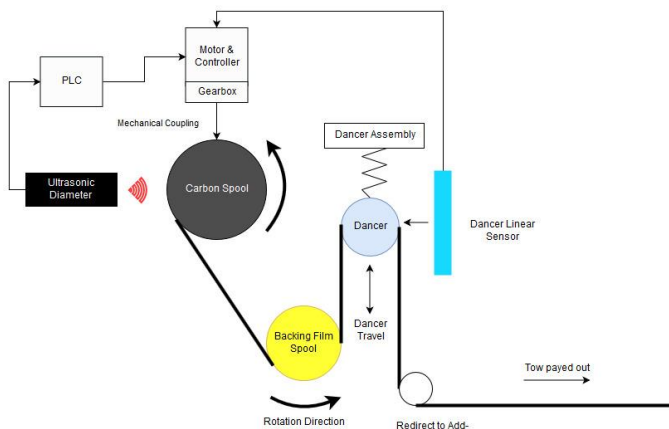 Motor &
Controller
PLC
Gearbox
Mechanical Coupling
Dancer Assembly
Ultrasonic
Diameter
Carbon Spool
Dancer
Dancer Linear
Sensor
Backing Film
Spool
Dancer
Travel
Tow payed out
Rotation Direction
Redirect to Add-